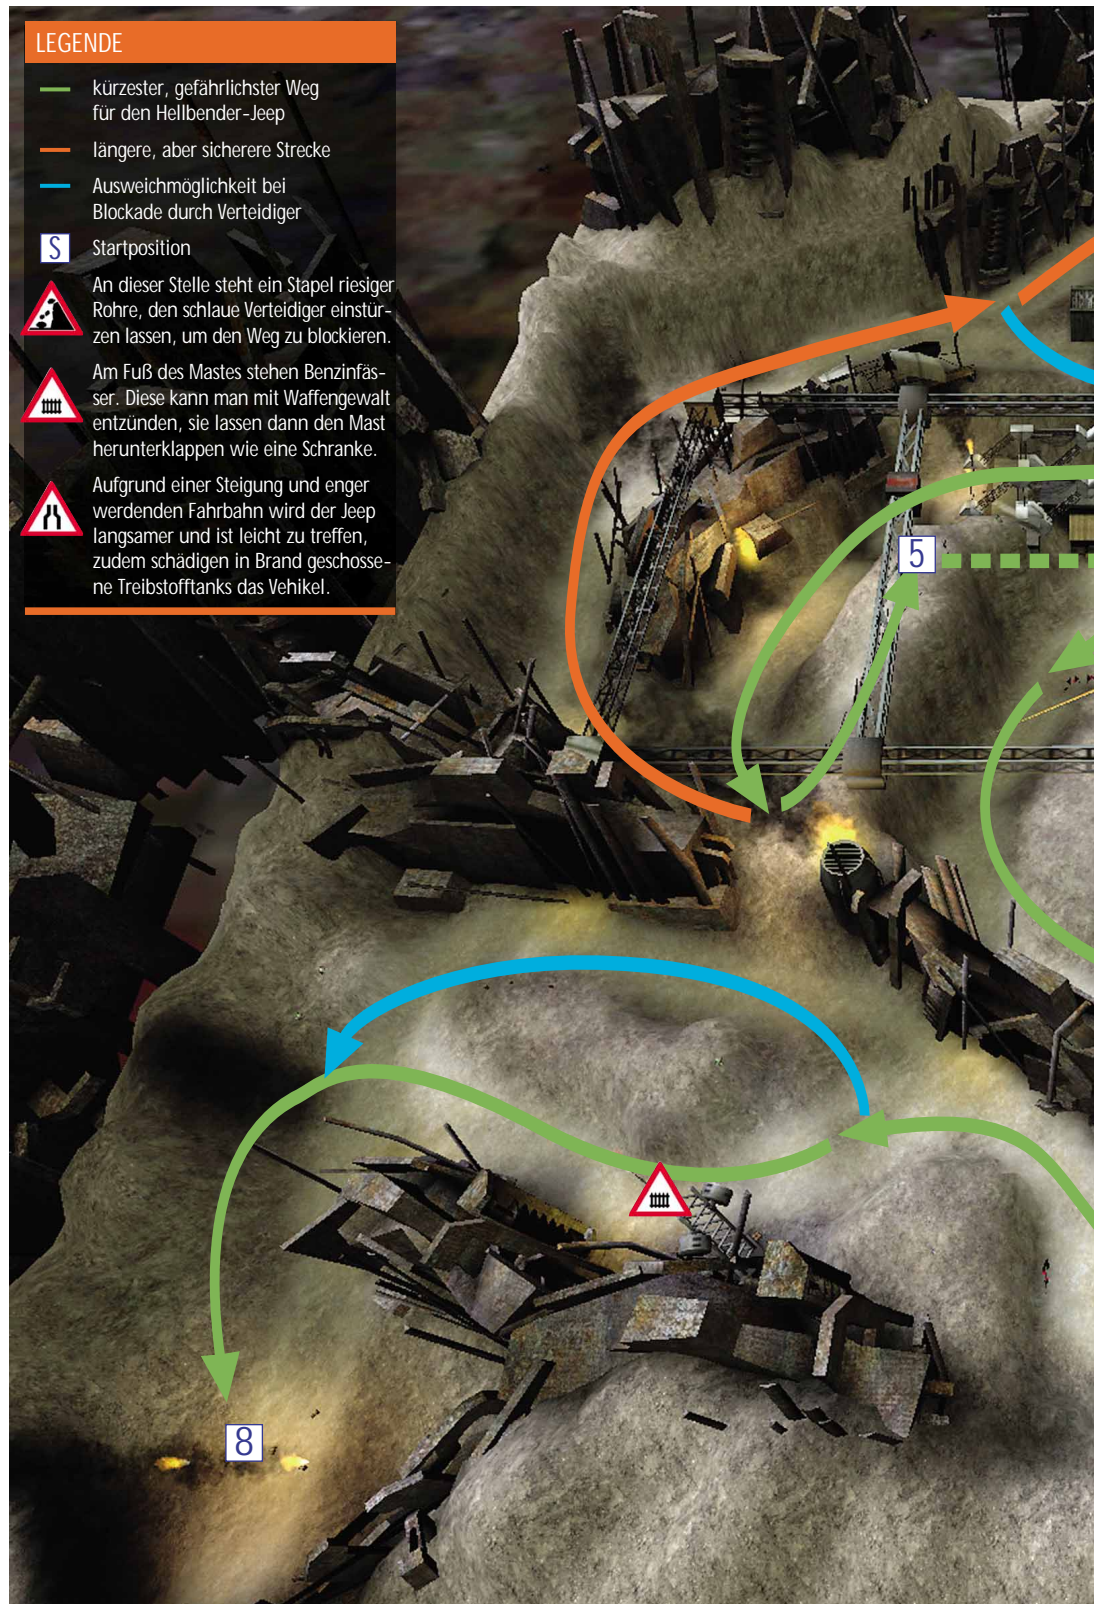 LEGENDE
kürzester, gefährlichster Weg
für den Hellbender-Jeep
längere, aber sicherere Strecke
Ausweichmöglichkeit bei
Blockade durch Verteidiger
S Startposition
An dieser Stelle steht ein Stapel riesiger
Rohre, den schlaue Verteidiger einstür-
zen lassen, um den Weg zu blockieren.
Am Fuß des Mastes stehen Benzinfäs-
ser. Diese kann man mit Waffengewalt
entzünden, sie lassen dann den Mast
herunterklappen wie eine Schranke.
Aufgrund einer Steigung und enger
werdenden Fahrbahn wird der Jeep
langsamer und ist leicht zu treffen,
zudem schädigen in Brand geschosse-
ne Treibstofftanks das Vehikel.
5
8